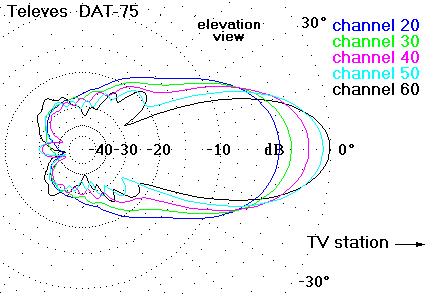 Televes DAT-75
elevation
view
30°
channel 20
channel 30
channel 40
channel 50
channel 60
-40 -30 -20 -10 dB 0°
TV station
-30°